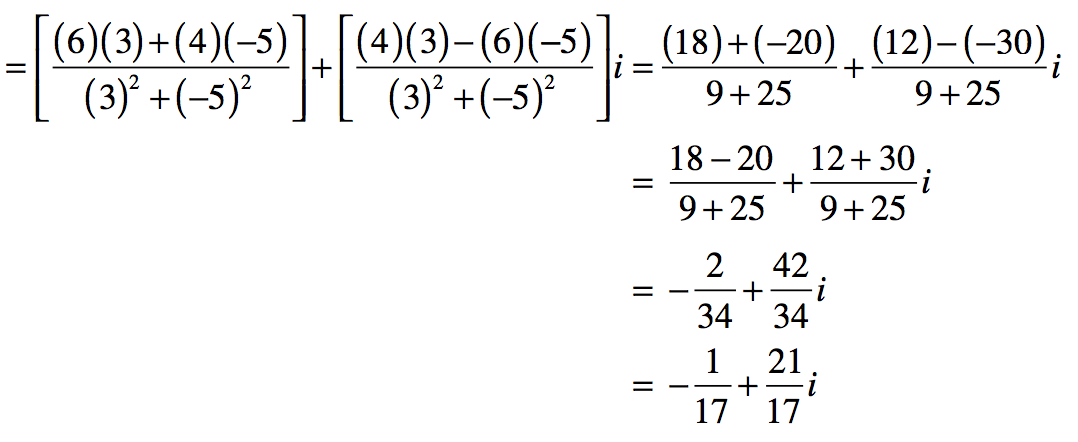 = [ ((6)(3)+(4)(–5)) / ((3)² +(–5)²) ] + [ ((4)(3)–(6)(–5)) / ((3)² +(–5)²) ] i = ((18)+(–20)) / (9+25) + ((12)–(–30)) / (9+25) i
= (18–20) / (9+25) + (12+30) / (9+25) i
= – 2/34 + 42/34 i
= – 1/17 + 21/17 i